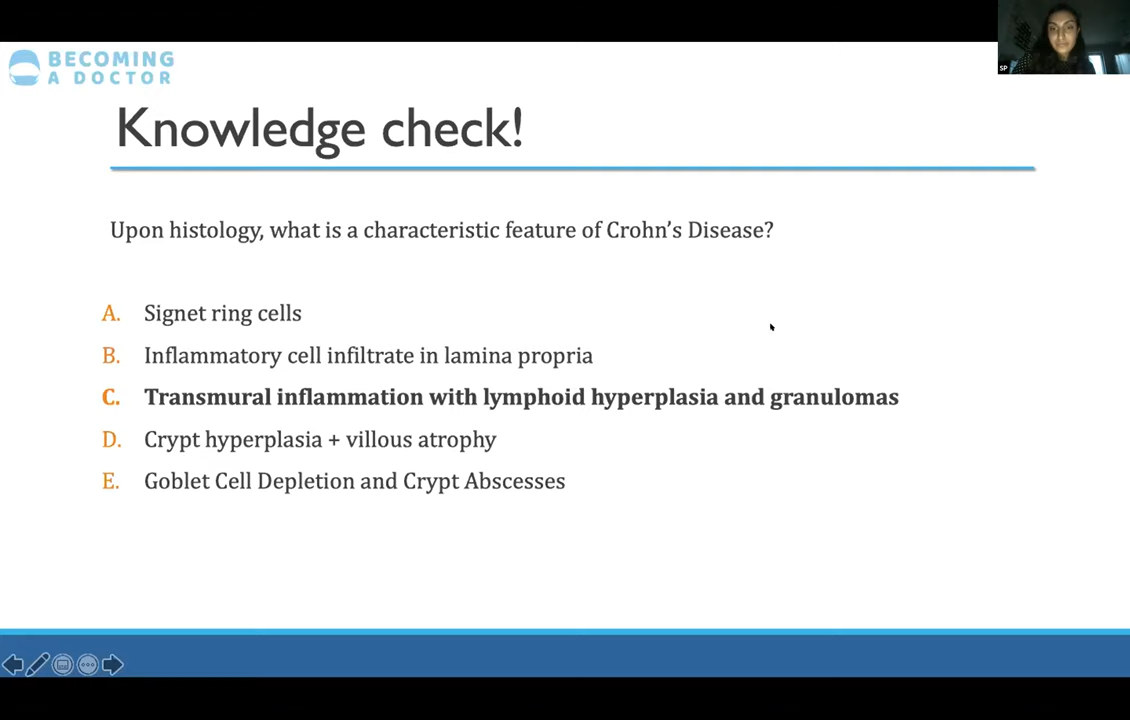 BECOMING
A DOCTOR
SP
Knowledge check!
Upon histology, what is a characteristic feature of Crohn's Disease?
A. Signet ring cells
B. Inflammatory cell infiltrate in lamina propria
C. Transmural inflammation with lymphoid hyperplasia and granulomas
D. Crypt hyperplasia + villous atrophy
E. Goblet Cell Depletion and Crypt Abscesses